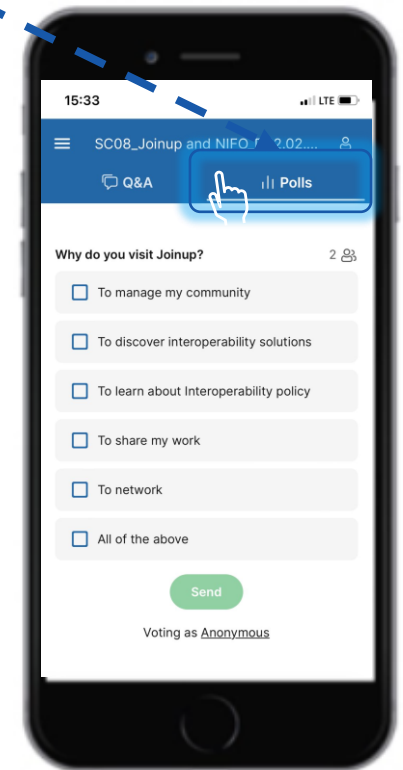 15:33 LTE
SC08_Joinup and NIFO
Q&A Polls
Why do you visit Joinup? 2
To manage my community
To discover interoperability solutions
To learn about Interoperability policy
To share my work
To network
All of the above
Send
Voting as Anonymous